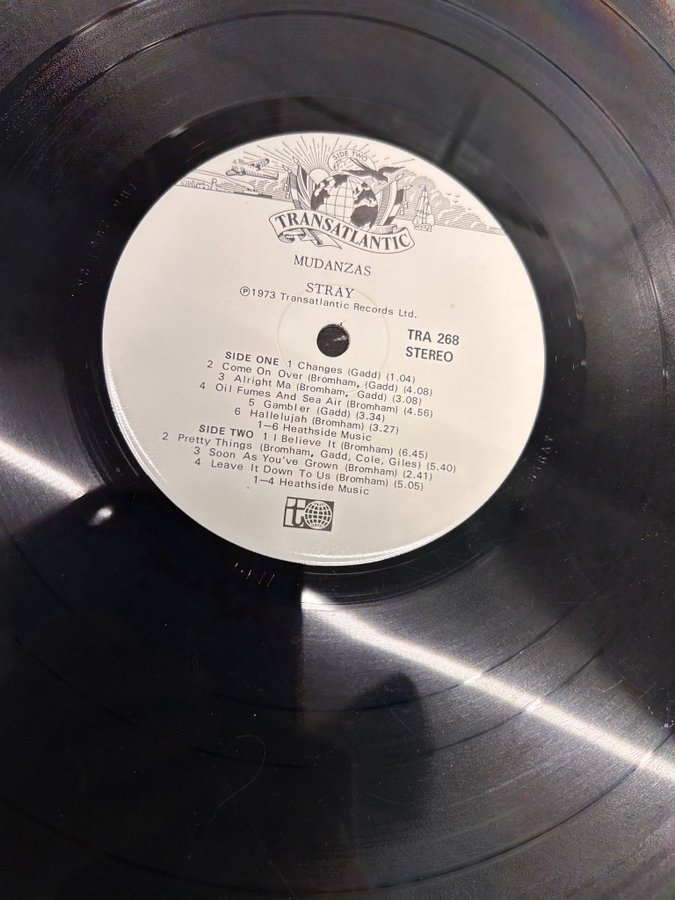 SIDE TWO
TRANSATLANTIC
MUDANZAS
STRAY
℗1973 Transatlantic Records Ltd.
TRA 268
STEREO
SIDE ONE 1 Changes (Gadd) (1.04)
2 Come On Over (Bromham, (Gadd) (4.08)
3 Alright Ma (Bromham, Gadd) (3.08)
4 Oil Fumes And Sea Air (Bromham) (4.56)
5 Gambler (Gadd) (3.34)
6 Hallelujah (Bromham) (3.27)
1—6 Heathside Music
SIDE TWO 1 I Believe It (Bromham) (6.45)
2 Pretty Things (Bromham, Gadd, Cole, Giles) (5.40)
3 Soon As You've Grown (Bromham) (2.41)
4 Leave It Down To Us (Bromham) (5.05)
1—4 Heathside Music